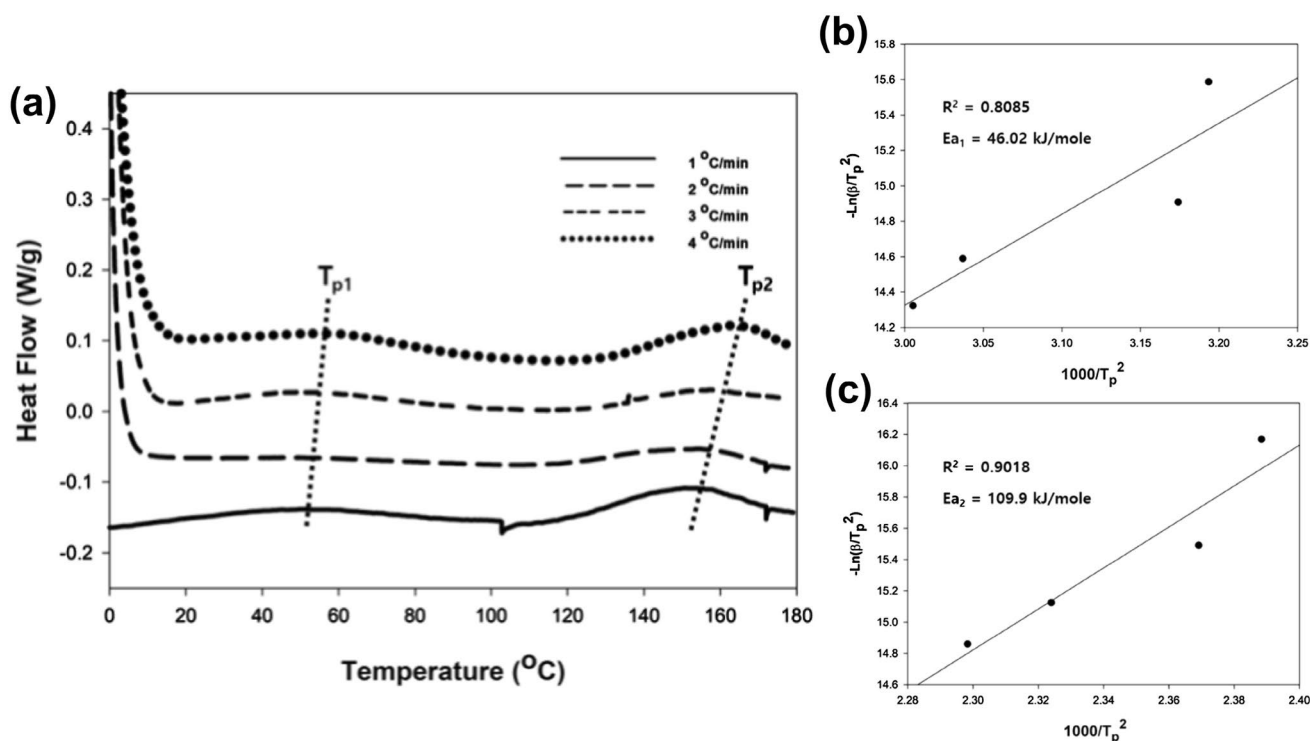 (a)
Heat Flow (W/g)
0.4
0.3
0.2
0.1
0.0
-0.1
-0.2
0 20 40 60 80 100 120 140 160 180
Temperature (°C)
1 °C/min
2 °C/min
3 °C/min
4 °C/min
Tp1
Tp2
(b)
-Ln(β/Tp²)
15.8
15.6
15.4
15.2
15.0
14.8
14.6
14.4
14.2
3.00 3.05 3.10 3.15 3.20 3.25
1000/Tp²
R² = 0.8085
Ea₁ = 46.02 kJ/mole
(c)
-Ln(β/Tp²)
16.4
16.2
16.0
15.8
15.6
15.4
15.2
15.0
14.8
14.6
2.28 2.30 2.32 2.34 2.36 2.38 2.40
1000/Tp²
R² = 0.9018
Ea₂ = 109.9 kJ/mole